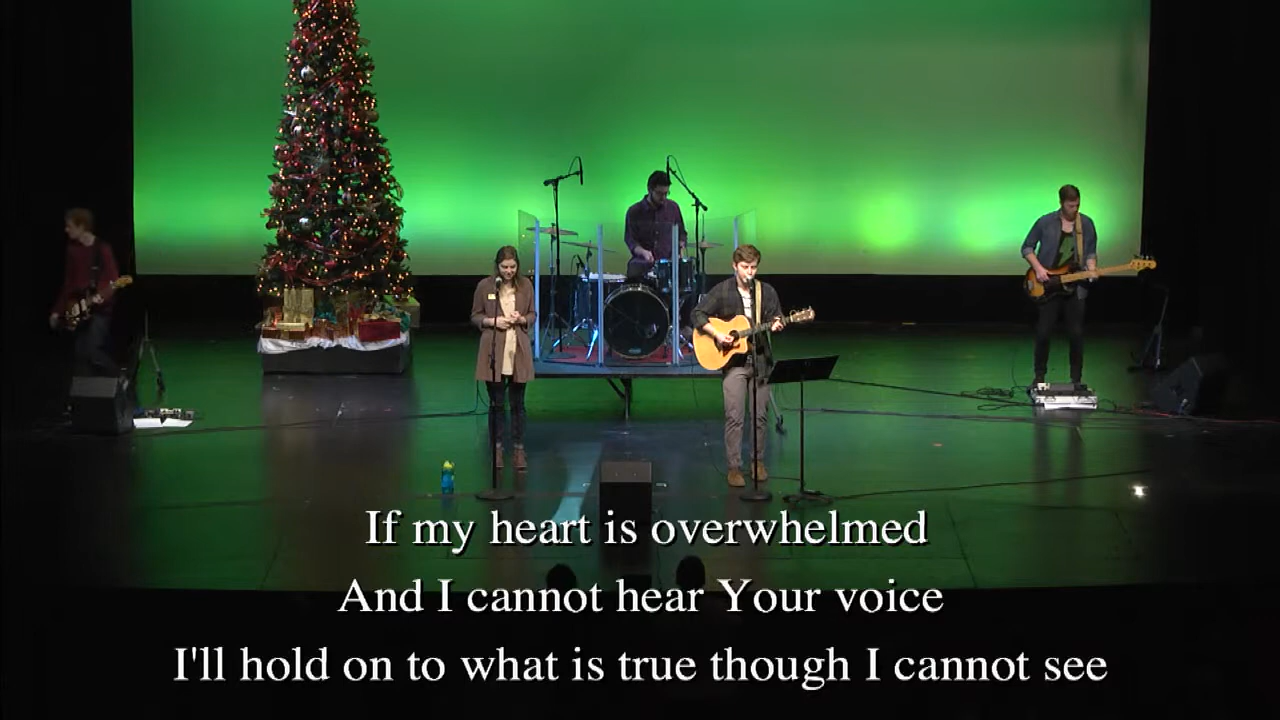 If my heart is overwhelmed
And I cannot hear Your voice
I'll hold on to what is true though I cannot see